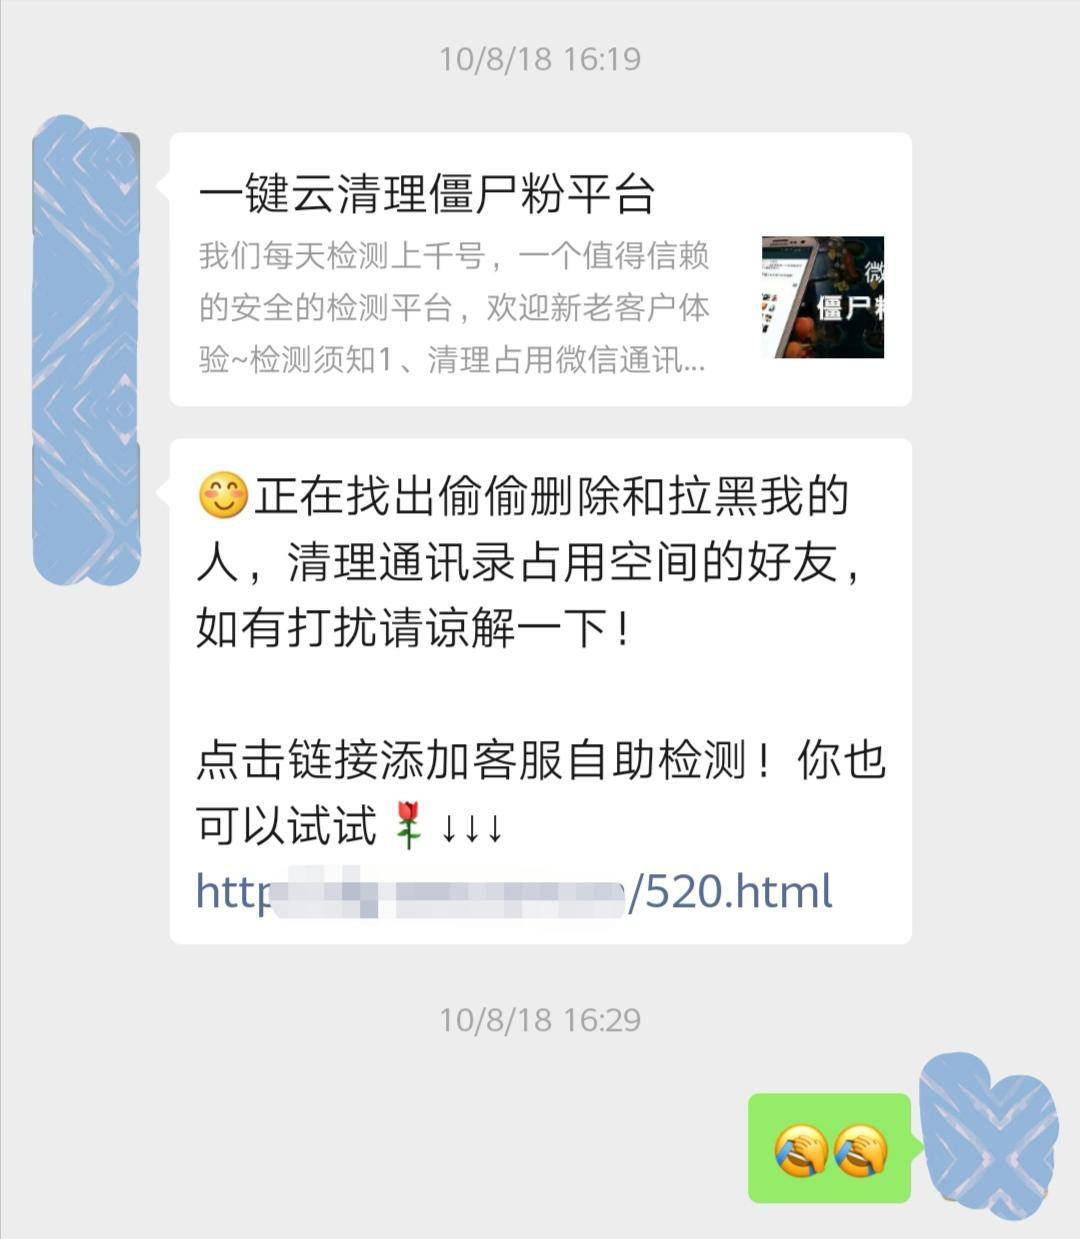 10/8/18 16:19
一键云清理僵尸粉平台
我们每天检测上千号，一个值得信赖
的安全的检测平台，欢迎新老客户体
验~检测须知1、清理占用微信通讯...
微
僵尸
😊正在找出偷偷删除和拉黑我的
人，清理通讯录占用空间的好友，
如有打扰请谅解一下！
点击链接添加客服自助检测！你也
可以试试🌹↓↓↓
http/520.html
10/8/18 16:29
🤦🤦